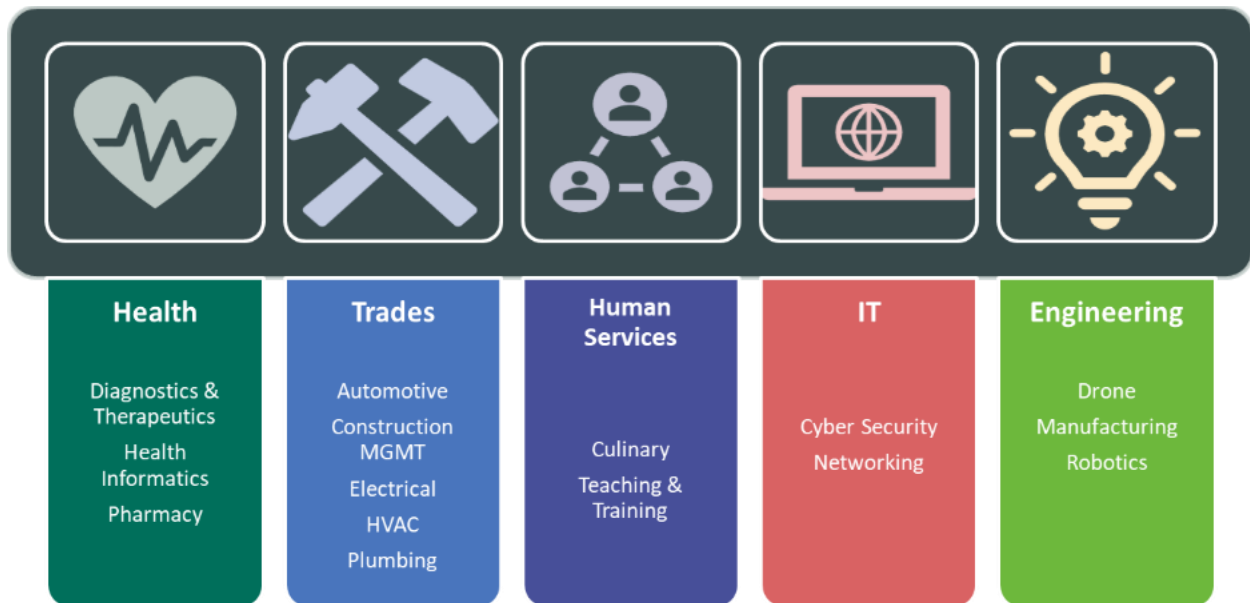 Health
Diagnostics &
Therapeutics
Health
Informatics
Pharmacy
Trades
Automotive
Construction
MGMT
Electrical
HVAC
Plumbing
Human
Services
Culinary
Teaching &
Training
IT
Cyber Security
Networking
Engineering
Drone
Manufacturing
Robotics